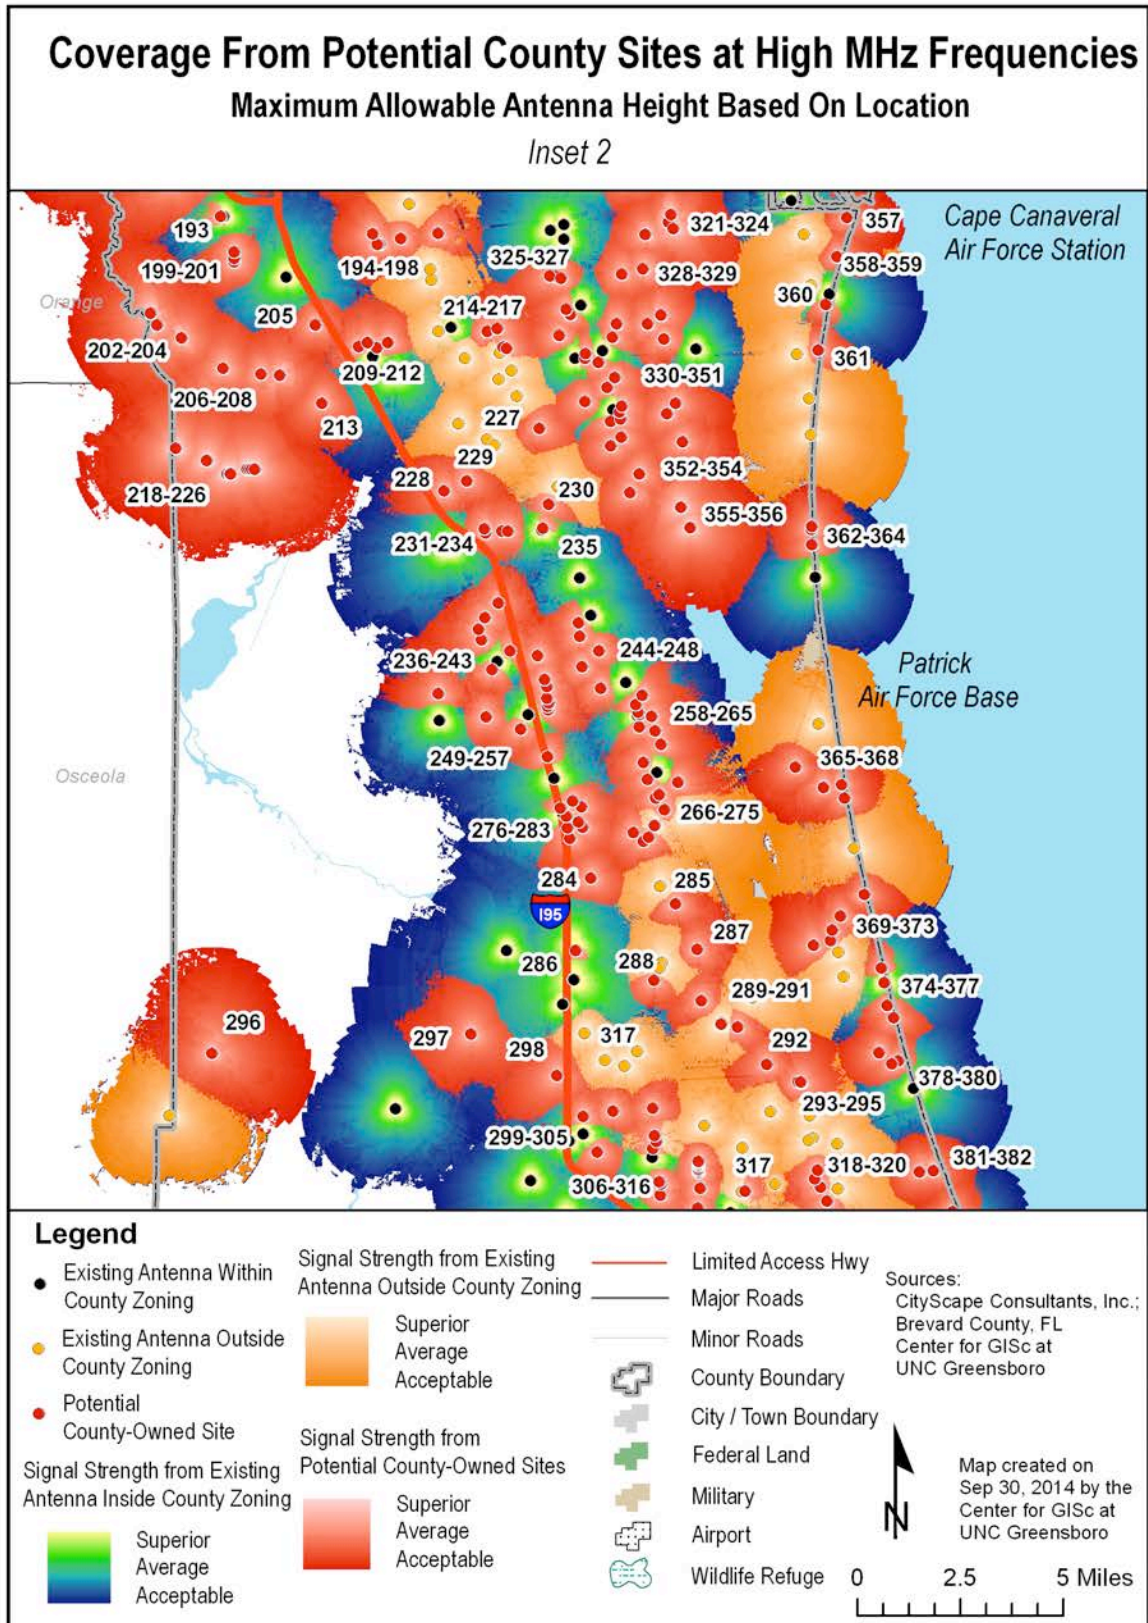 Coverage From Potential County Sites at High MHz Frequencies
Maximum Allowable Antenna Height Based On Location
Inset 2
Cape Canaveral
Air Force Station
193
321-324
357
325-327
199-201
194-198
328-329
358-359
360
Orange
205
214-217
202-204
361
209-212
330-351
206-208
213
227
229
352-354
228
218-226
230
355-356
231-234
235
362-364
236-243
244-248
Patrick
Air Force Base
258-265
249-257
365-368
Osceola
266-275
276-283
284
285
I95
287
369-373
286
288
374-377
289-291
296
297
298
317
292
378-380
293-295
299-305
306-316
317
318-320
381-382
Legend
Existing Antenna Within
County Zoning
Existing Antenna Outside
County Zoning
Potential
County-Owned Site
Signal Strength from Existing
Antenna Inside County Zoning
Superior
Average
Acceptable
Signal Strength from Existing
Antenna Outside County Zoning
Superior
Average
Acceptable
Signal Strength from
Potential County-Owned Sites
Superior
Average
Acceptable
Limited Access Hwy
Major Roads
Minor Roads
County Boundary
City / Town Boundary
Federal Land
Military
Airport
Wildlife Refuge
Sources:
CityScape Consultants, Inc.;
Brevard County, FL
Center for GISc at
UNC Greensboro
N
Map created on
Sep 30, 2014 by the
Center for GISc at
UNC Greensboro
0 2.5 5 Miles